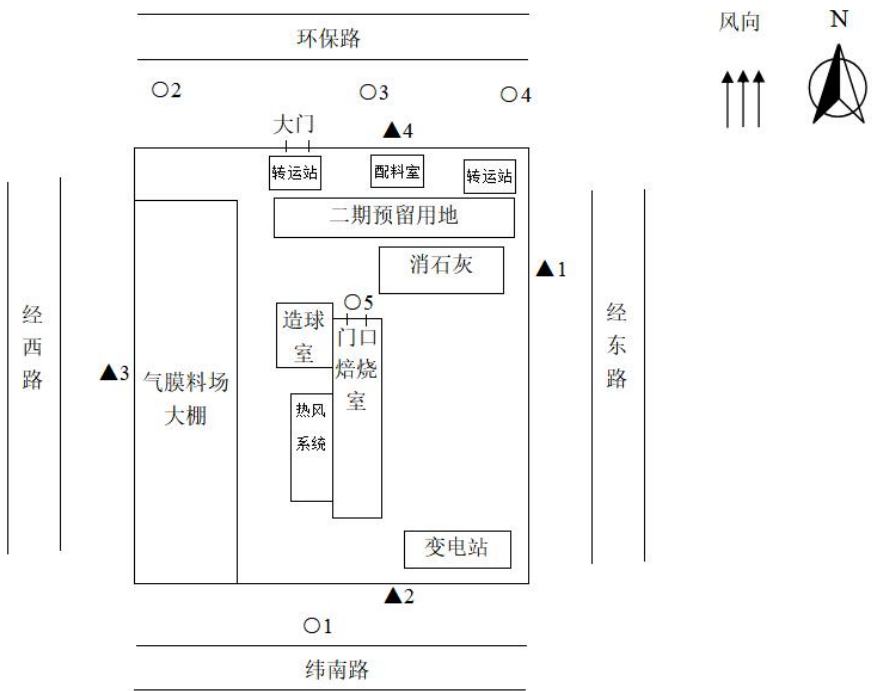 环保路
风向
N
○2
○3
○4
大门
▲4
转运站
配料室
转运站
二期预留用地
消石灰
▲1
○5
造球
室
门口
焙烧
室
经
西
路
经
东
路
▲3
气膜料场
大棚
热风
系统
变电站
▲2
○1
纬南路